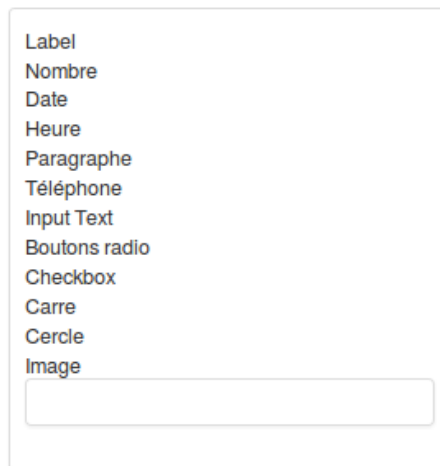 Label
Nombre
Date
Heure
Paragraphe
Téléphone
Input Text
Boutons radio
Checkbox
Carre
Cercle
Image